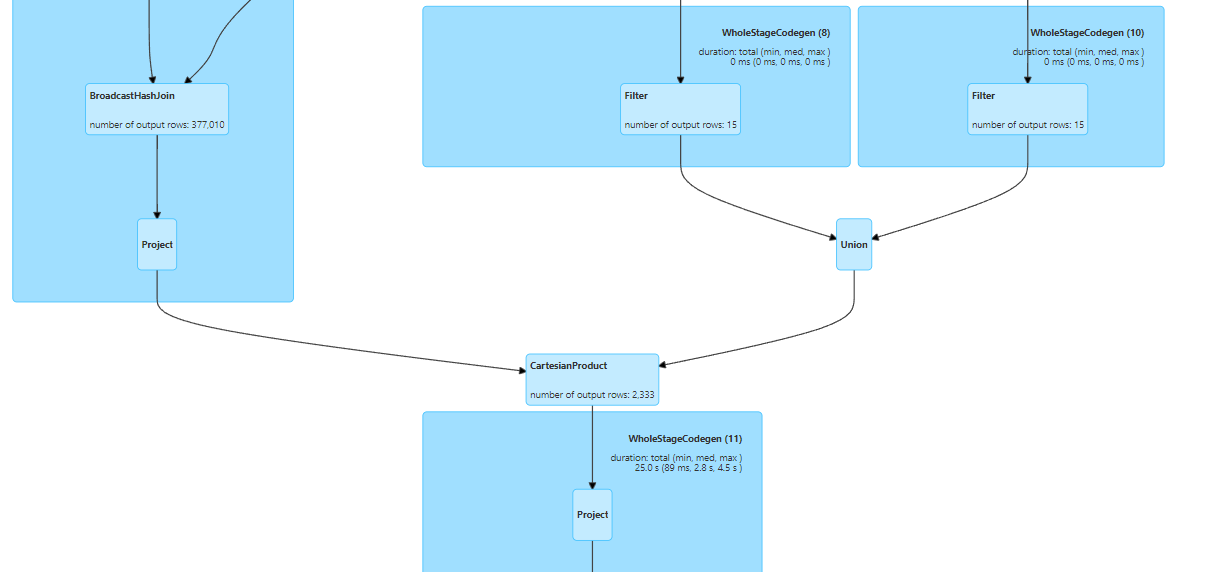 WholeStageCodegen (8)
duration: total (min, med, max )
0 ms (0 ms, 0 ms, 0 ms )
WholeStageCodegen (10)
duration: total (min, med, max )
0 ms (0 ms, 0 ms, 0 ms )
BroadcastHashJoin
number of output rows: 377,010
Filter
number of output rows: 15
Filter
number of output rows: 15
Project
Union
CartesianProduct
number of output rows: 2,333
WholeStageCodegen (11)
duration: total (min, med, max )
25.0 s (89 ms, 2.8 s, 4.5 s )
Project